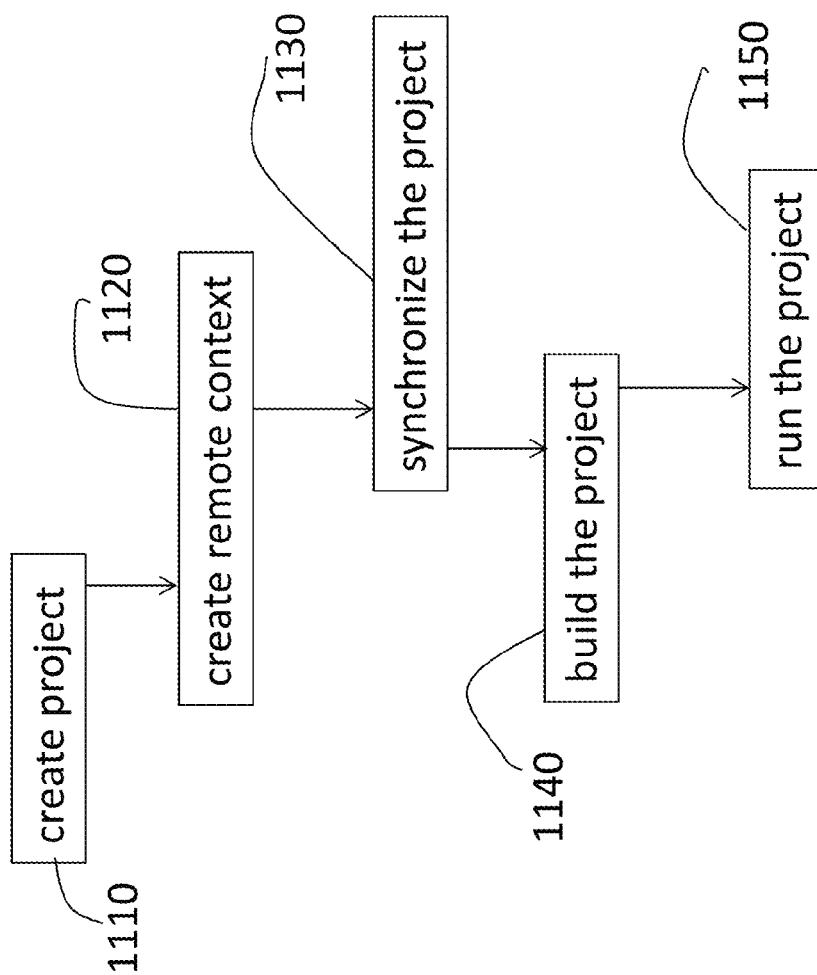 1110
create project
1120
create remote context
1130
synchronize the project
1140
build the project
1150
run the project